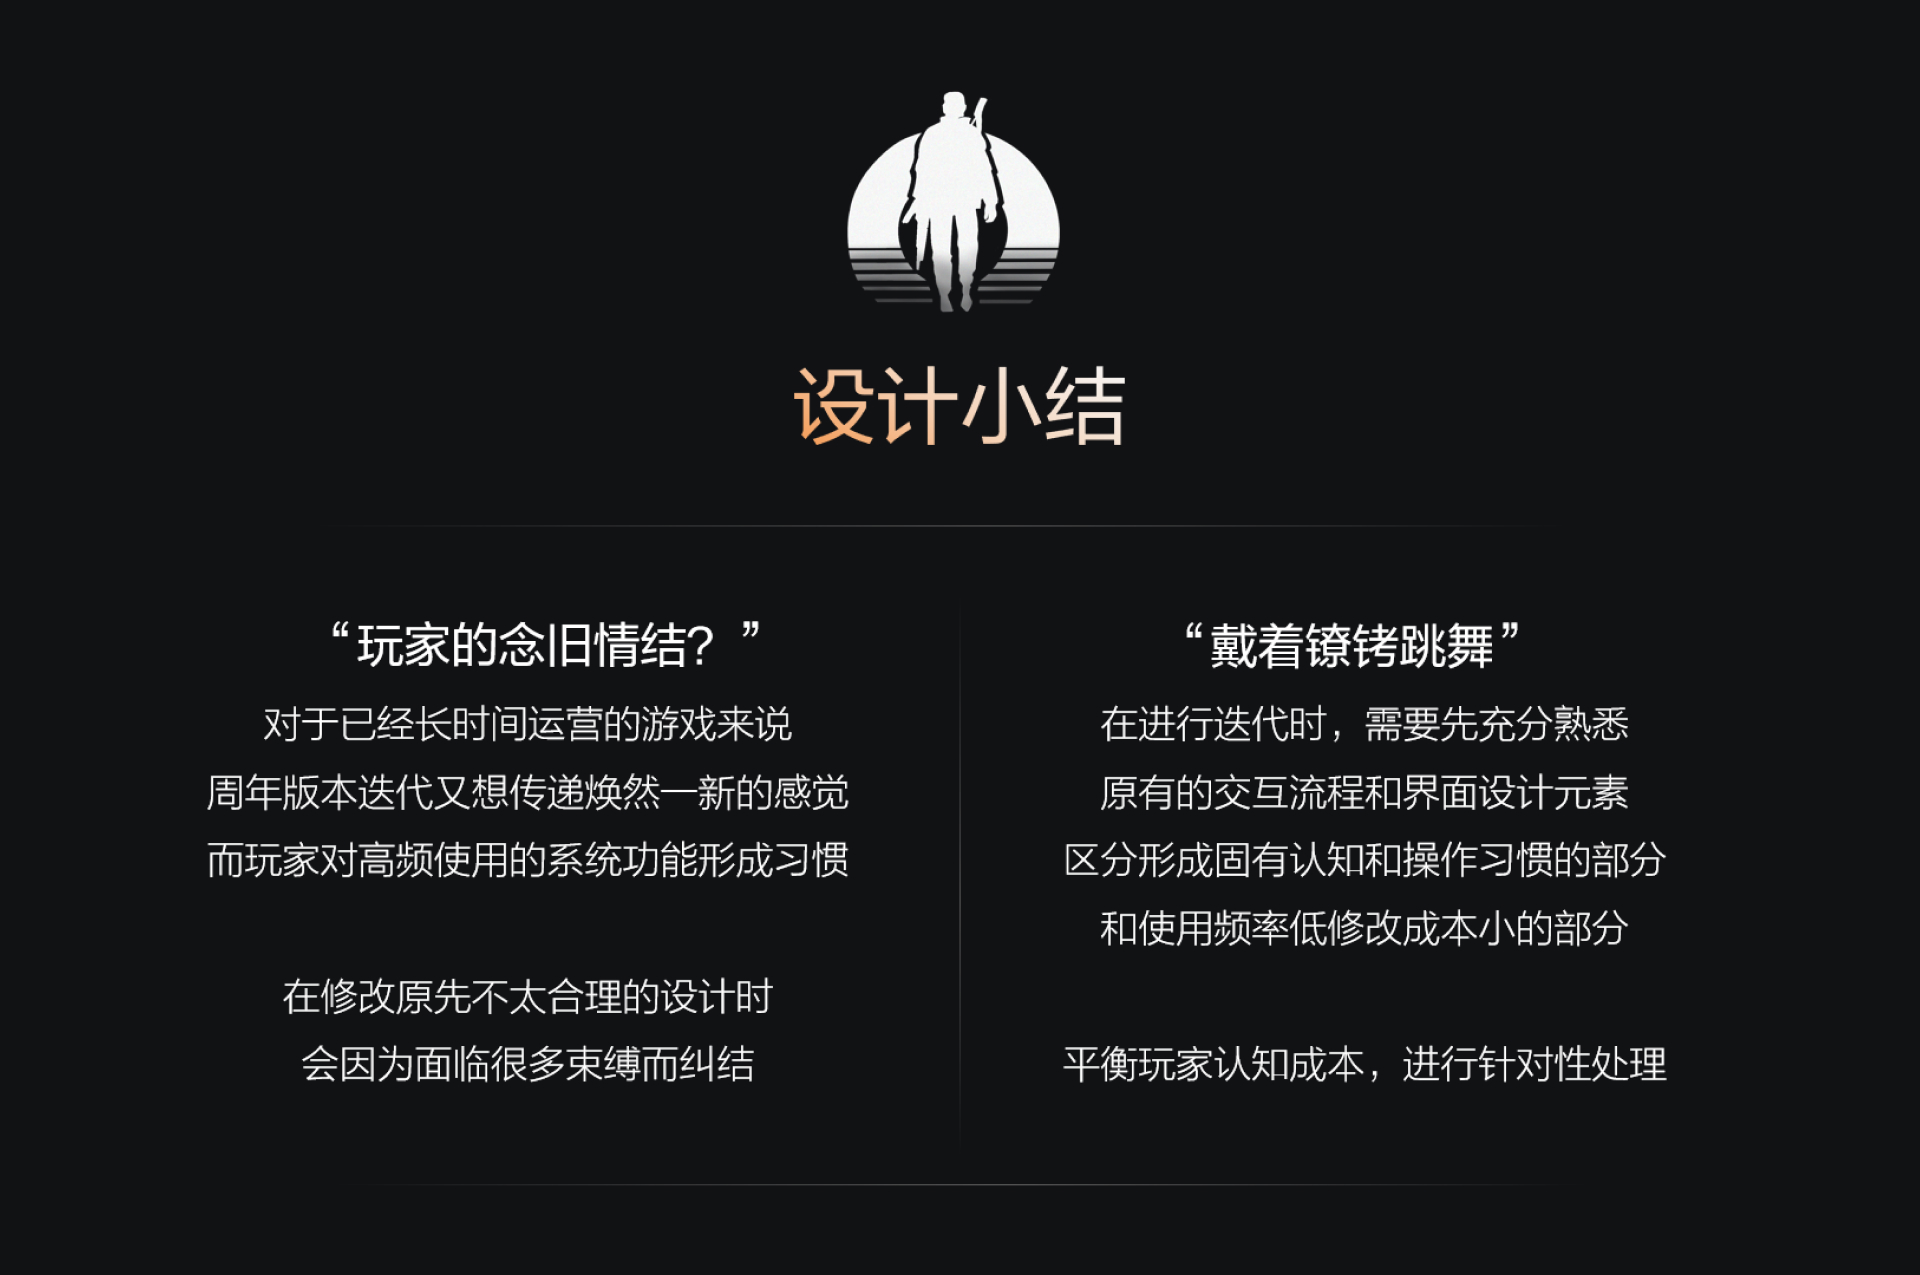 设计小结
“玩家的念旧情结？”
对于已经长时间运营的游戏来说
周年版本迭代又想传递焕然一新的感觉
而玩家对高频使用的系统功能形成习惯
在修改原先不太合理的设计时
会因为面临很多束缚而纠结
“戴着镣铐跳舞”
在进行迭代时，需要先充分熟悉
原有的交互流程和界面设计元素
区分形成固有认知和操作习惯的部分
和使用频率低修改成本小的部分
平衡玩家认知成本，进行针对性处理